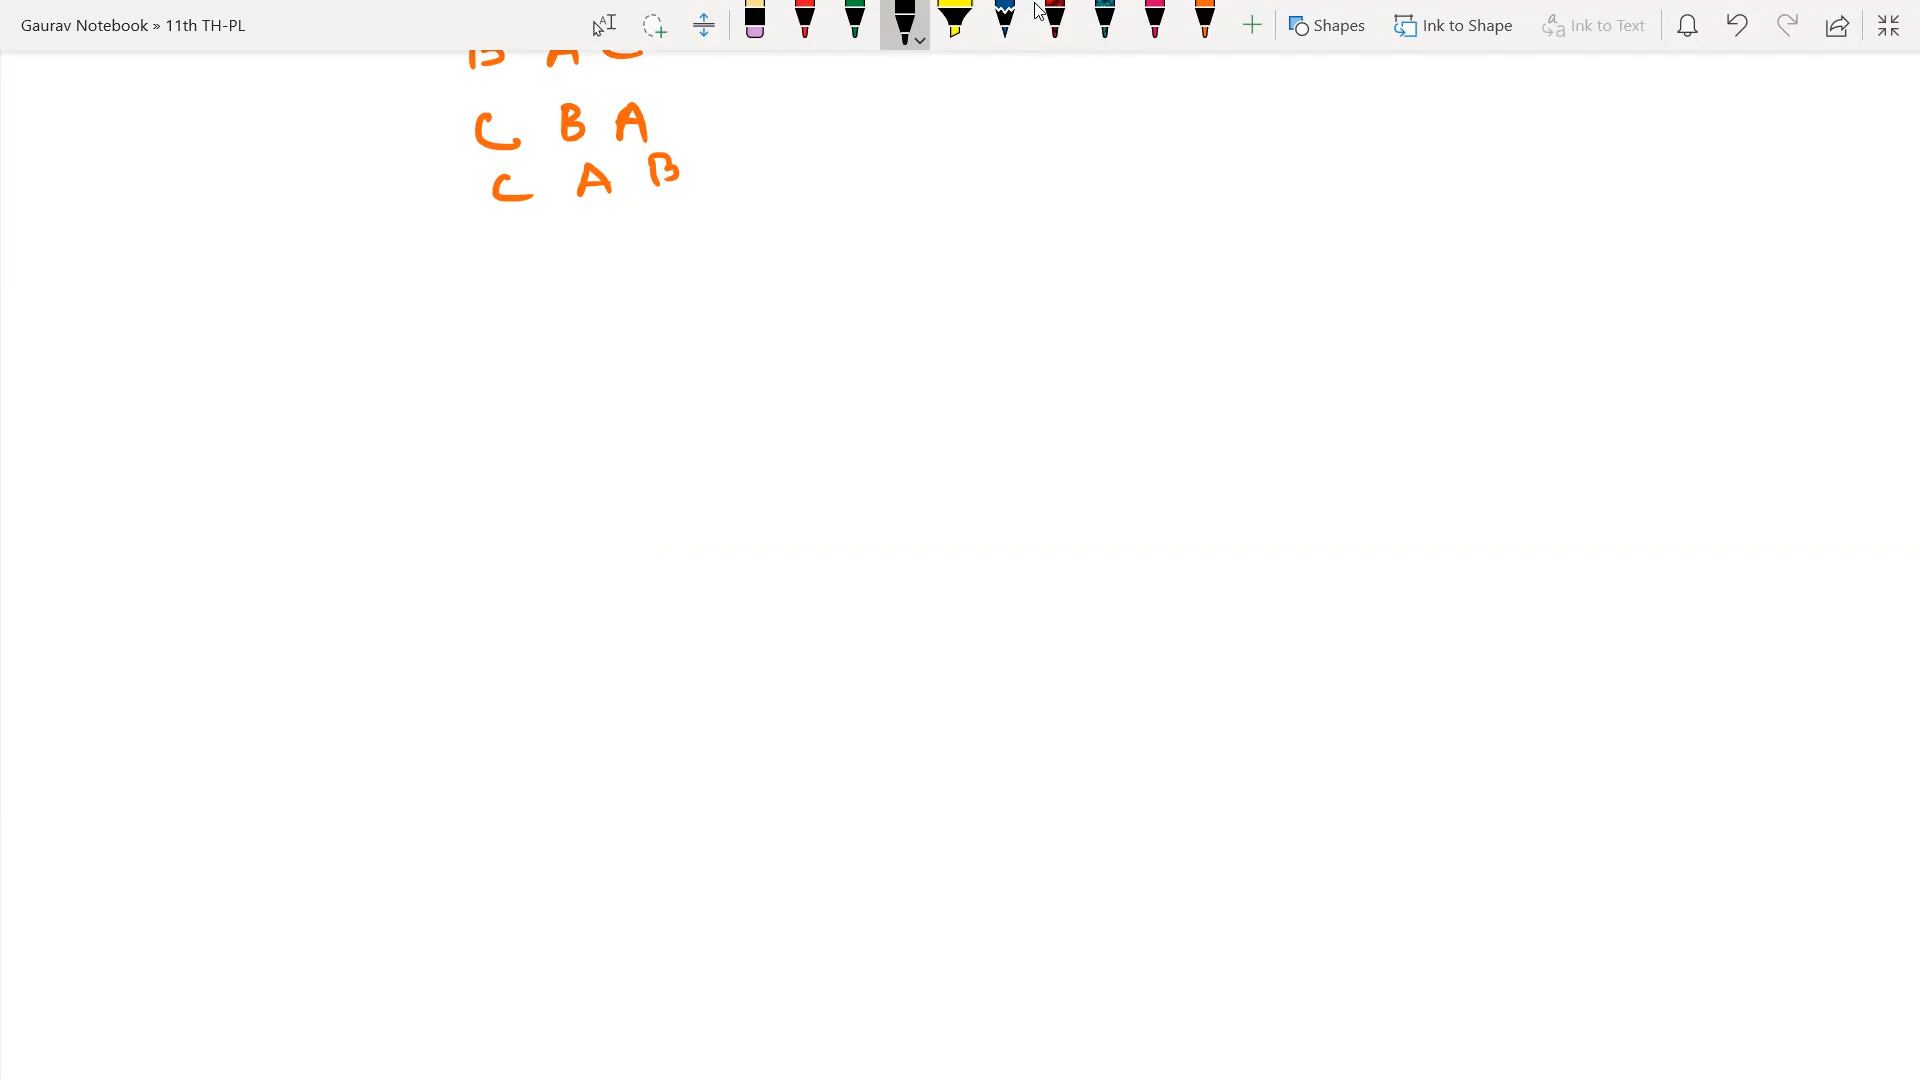 Gaurav Notebook » 11th TH-PL
Shapes
Ink to Shape
Ink to Text
B A C
C B A
C A B